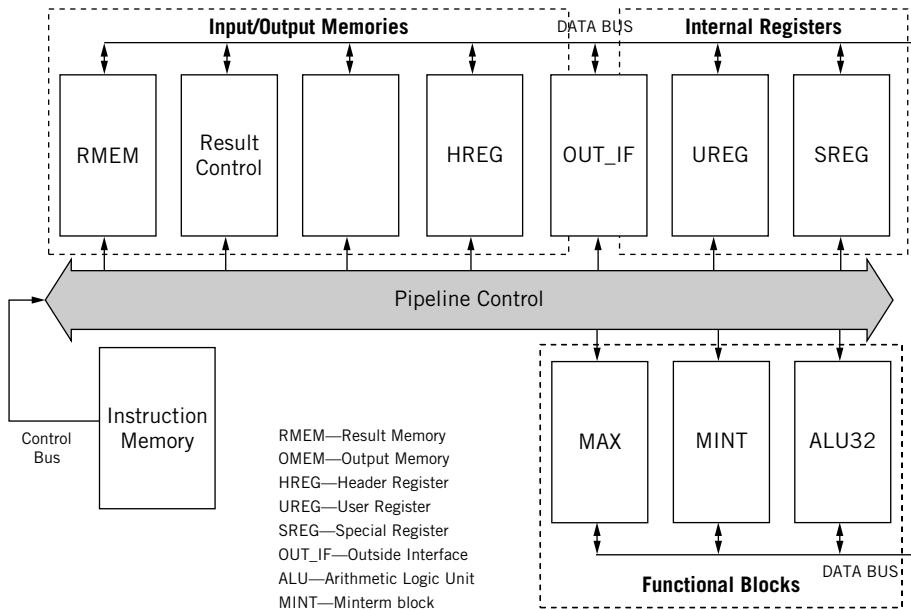 Input/Output Memories
DATA BUS
Internal Registers
RMEM
Result
Control
HREG
OUT_IF
UREG
SREG
Pipeline Control
Instruction
Memory
Control
Bus
MAX
MINT
ALU32
RMEM—Result Memory
OMEM—Output Memory
HREG—Header Register
UREG—User Register
SREG—Special Register
OUT_IF—Outside Interface
ALU—Arithmetic Logic Unit
MINT—Minterm block
DATA BUS
Functional Blocks